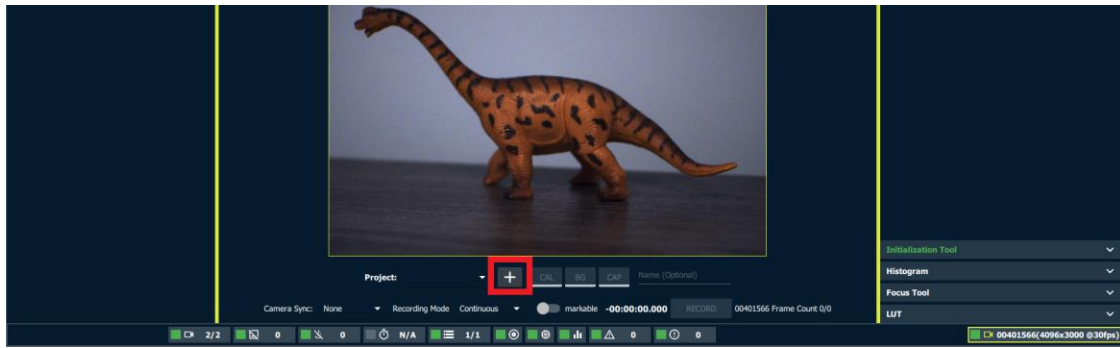 Initialization Tool
Project:
CAL BG CAP Name (Optional)
Histogram
Focus Tool
Camera Sync: None Recording Mode Continuous markable -00:00:00.000 RECORD 00401566 Frame Count 0/0
LUT
2/2 0 0 N/A 1/1 0 0 00401566(4096x3000 @30fps)